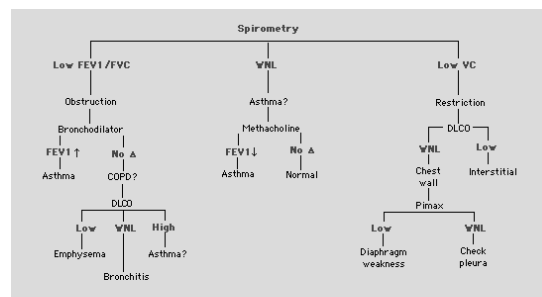 Spirometry
Low FEV1/FVC WNL Low VC
Obstruction Asthma? Restriction
Bronchodilator Methacholine DLCO
FEV1 ↑ No Δ FEV1↓ No Δ WNL Low
Asthma COPD? Asthma Normal Chest wall Interstitial
DLCO Pimax
Low WNL High Low WNL
Emphysema Asthma? Diaphragm weakness Check pleura
Bronchitis